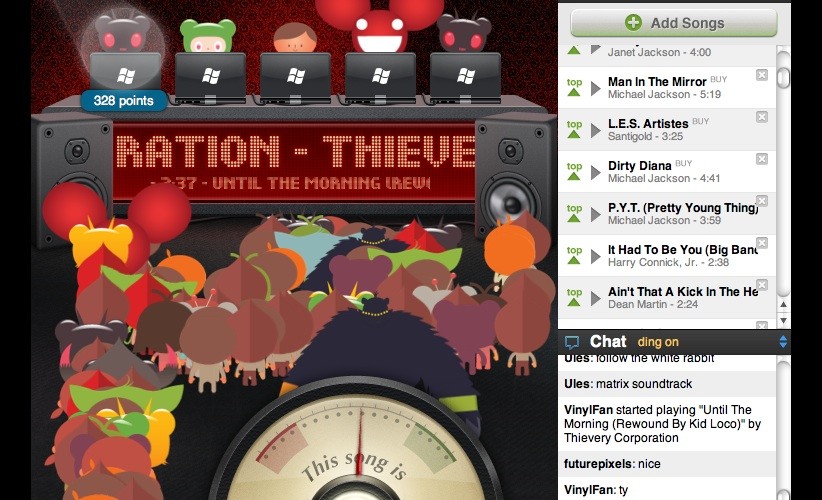 328 points
RATION - THIEVE
2:37 - UNTIL THE MORNING (REW
This song is
Add Songs
Janet Jackson - 4:00
top
Man In The Mirror BUY
Michael Jackson - 5:19
top
L.E.S. Artistes BUY
Santigold - 3:25
top
Dirty Diana BUY
Michael Jackson - 4:41
top
P.Y.T. (Pretty Young Thing)
Michael Jackson - 3:59
top
It Had To Be You (Big Band
Harry Connick, Jr. - 2:38
top
Ain't That A Kick In The He
Dean Martin - 2:24
Chat ding on
Ules: follow the white rabbit
Ules: matrix soundtrack
VinylFan started playing "Until The
Morning (Rewound By Kid Loco)" by
Thievery Corporation
futurepixels: nice
VinylFan: ty